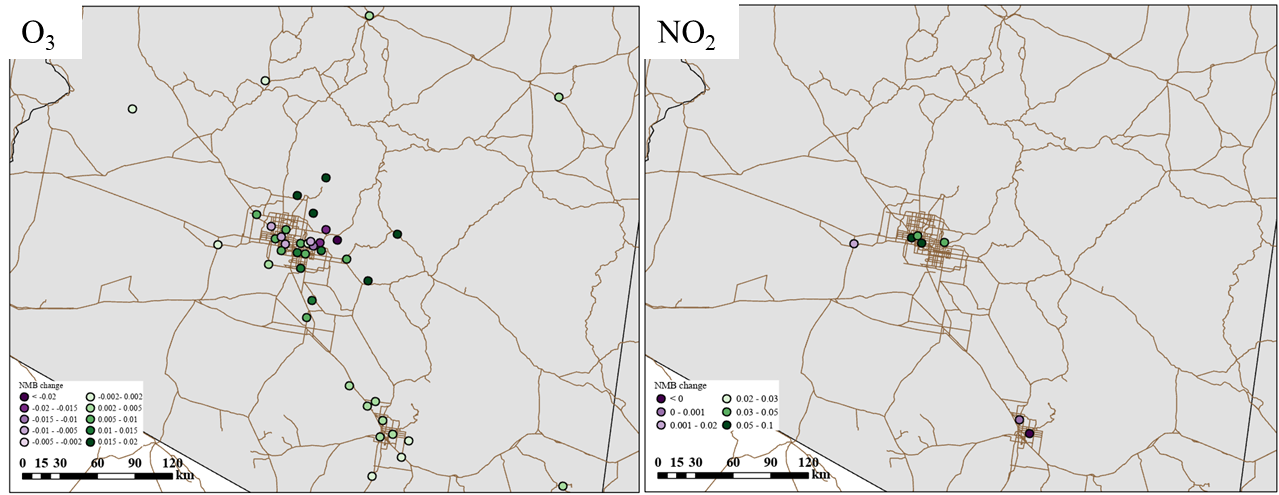 O3
NMB change
< -0.02
-0.02 - -0.015
-0.015 - -0.01
-0.01 - -0.005
-0.005 - -0.002
-0.002- 0.002
0.002 - 0.005
0.005 - 0.01
0.01 - 0.015
0.015 - 0.02
0 15 30 60 90 120
km
NO2
NMB change
< 0
0 - 0.001
0.001 - 0.02
0.02 - 0.03
0.03 - 0.05
0.05 - 0.1
0 15 30 60 90 120
km